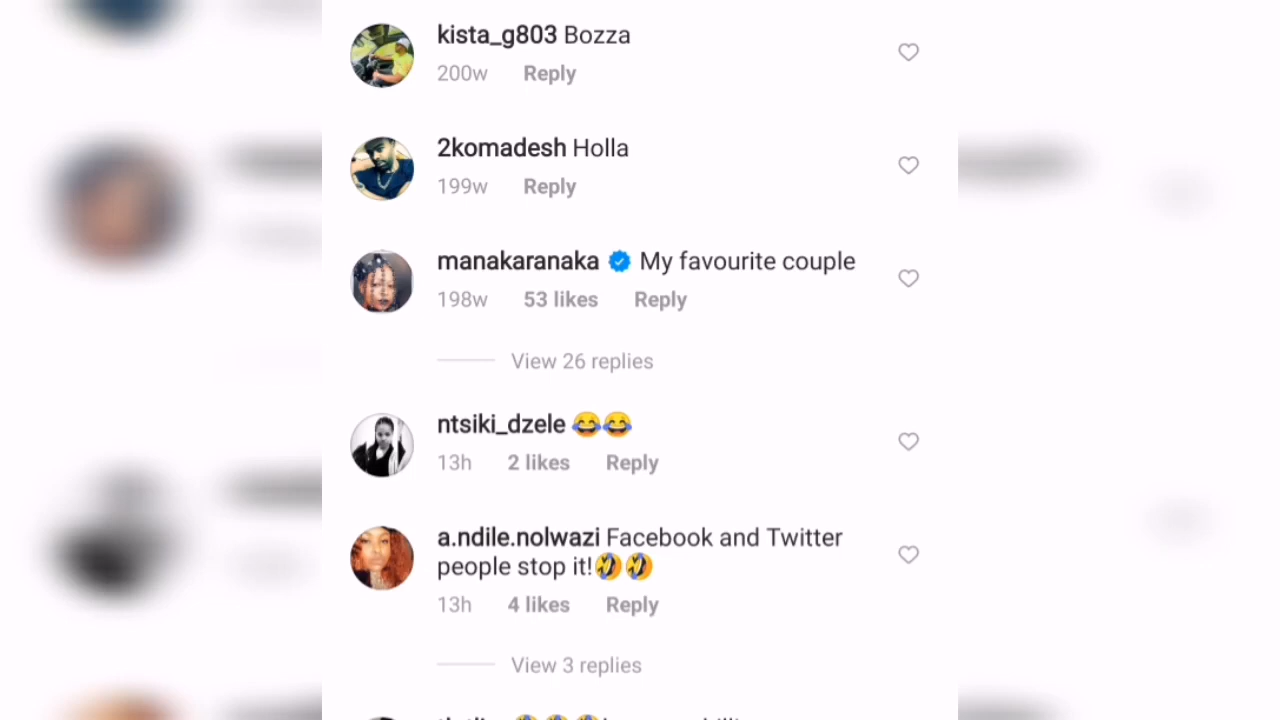 kista_g803 Bozza
200w Reply
2komadesh Holla
199w Reply
manakaranaka My favourite couple
198w 53 likes Reply
View 26 replies
ntsiki_dzele 😂😂
13h 2 likes Reply
a.ndile.nolwazi Facebook and Twitter
people stop it!🤣🤣
13h 4 likes Reply
View 3 replies